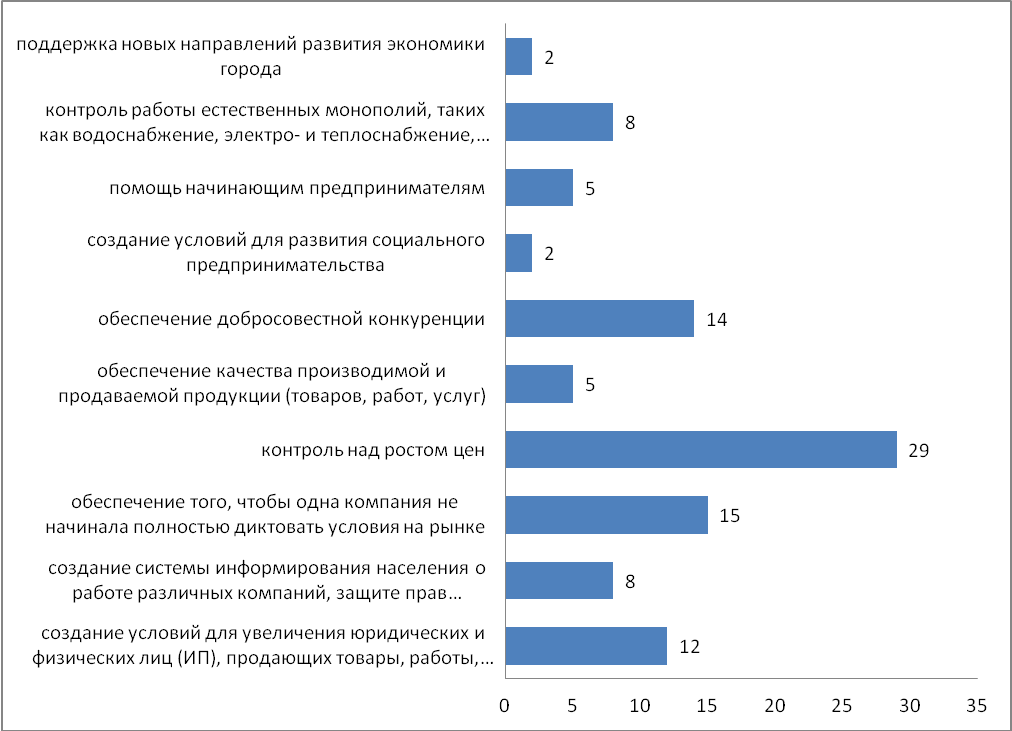 поддержка новых направлений развития экономики
города
2
контроль работы естественных монополий, таких
как водоснабжение, электро- и теплоснабжение,...
8
помощь начинающим предпринимателям
5
создание условий для развития социального
предпринимательства
2
обеспечение добросовестной конкуренции
14
обеспечение качества производимой и
продаваемой продукции (товаров, работ, услуг)
5
контроль над ростом цен
29
обеспечение того, чтобы одна компания не
начинала полностью диктовать условия на рынке
15
создание системы информирования населения о
работе различных компаний, защите прав...
8
создание условий для увеличения юридических и
физических лиц (ИП), продающих товары, работы,...
12
0 5 10 15 20 25 30 35